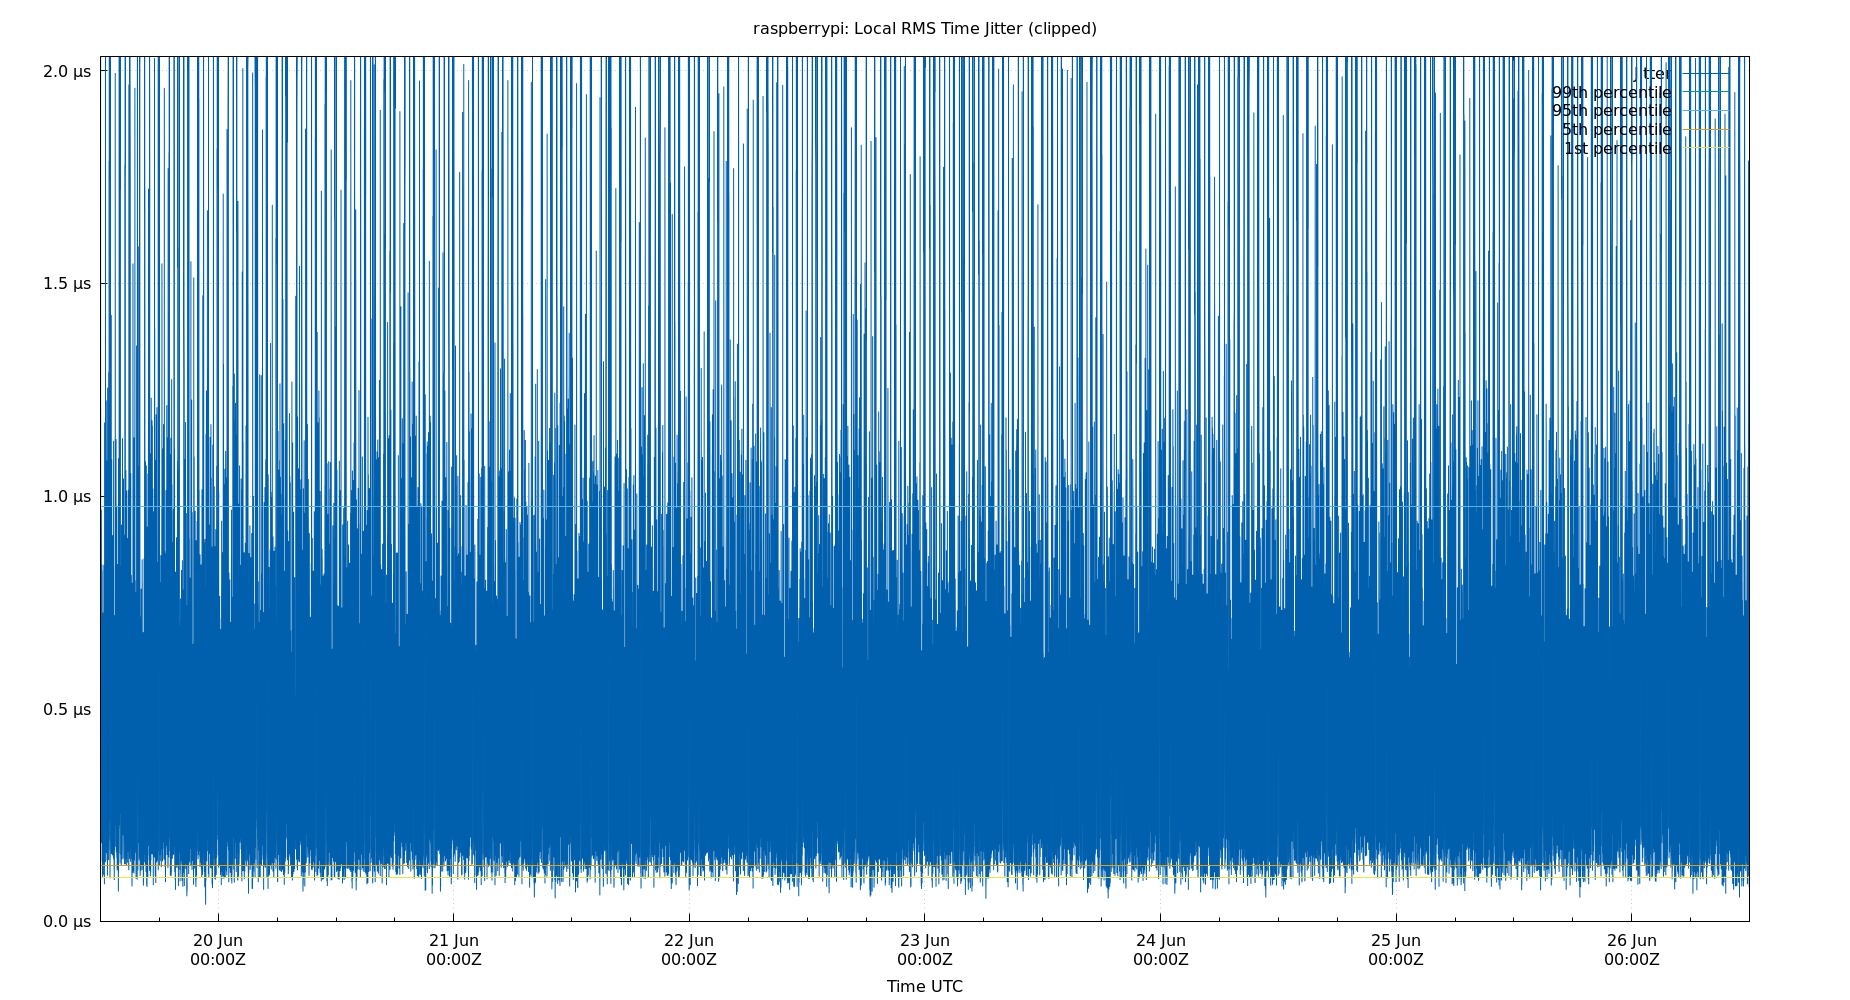 raspberrypi: Local RMS Time Jitter (clipped)
2.0 µs
1.5 µs
1.0 µs
0.5 µs
0.0 µs
Jitter
99th percentile
95th percentile
5th percentile
1st percentile
20 Jun
00:00Z
21 Jun
00:00Z
22 Jun
00:00Z
23 Jun
00:00Z
24 Jun
00:00Z
25 Jun
00:00Z
26 Jun
00:00Z
Time UTC